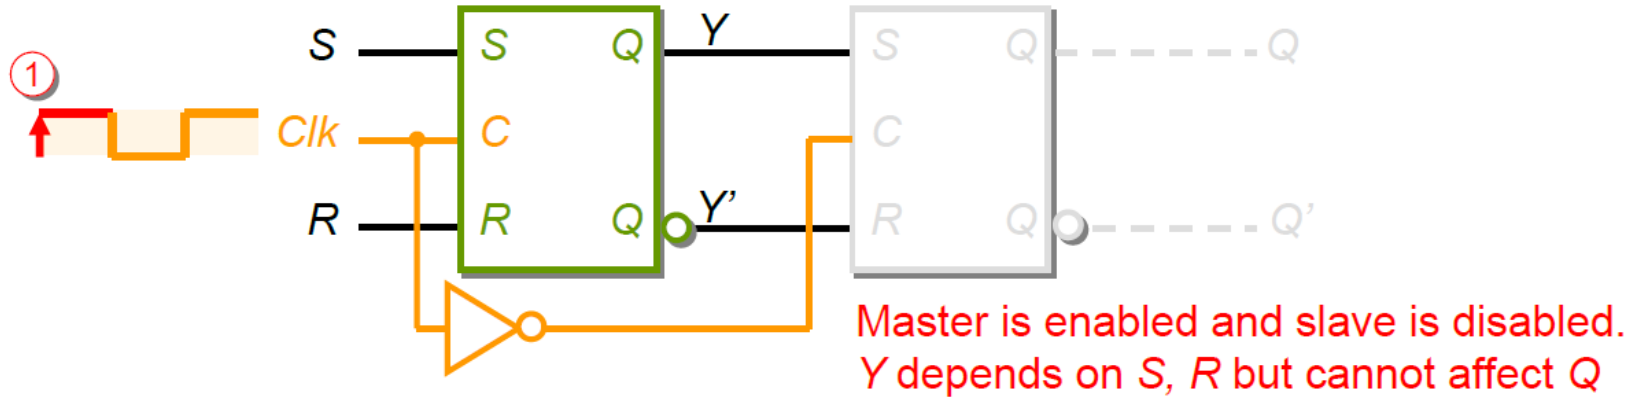 1
S
S
Q
Y
S
Q
Q
Clk
C
C
R
R
Q
Y’
R
Q
Q’
Master is enabled and slave is disabled.
Y depends on S, R but cannot affect Q